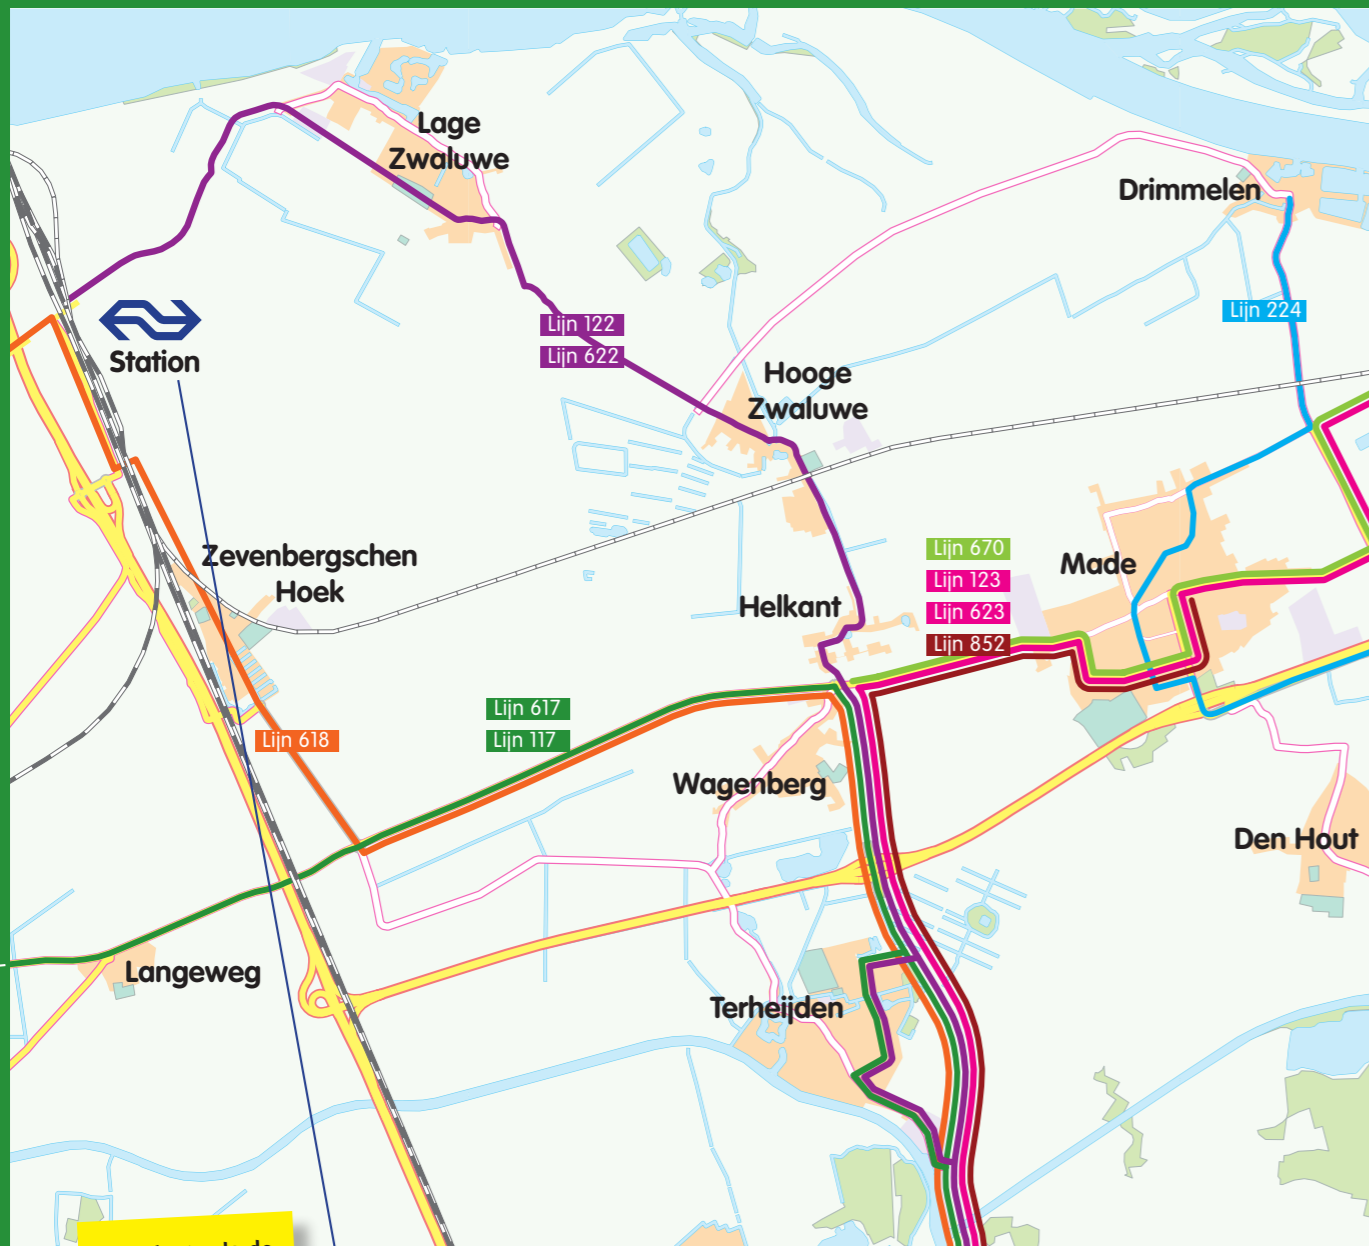 Lage
Zwaluwe
Drimmelen
Station
Lijn 122
Lijn 622
Lijn 224
Hooge
Zwaluwe
Zevenbergschen
Hoek
Helkant
Lijn 670
Lijn 123
Lijn 623
Lijn 852
Made
Lijn 617
Lijn 117
Lijn 618
Wagenberg
Den Hout
Langeweg
Terheijden